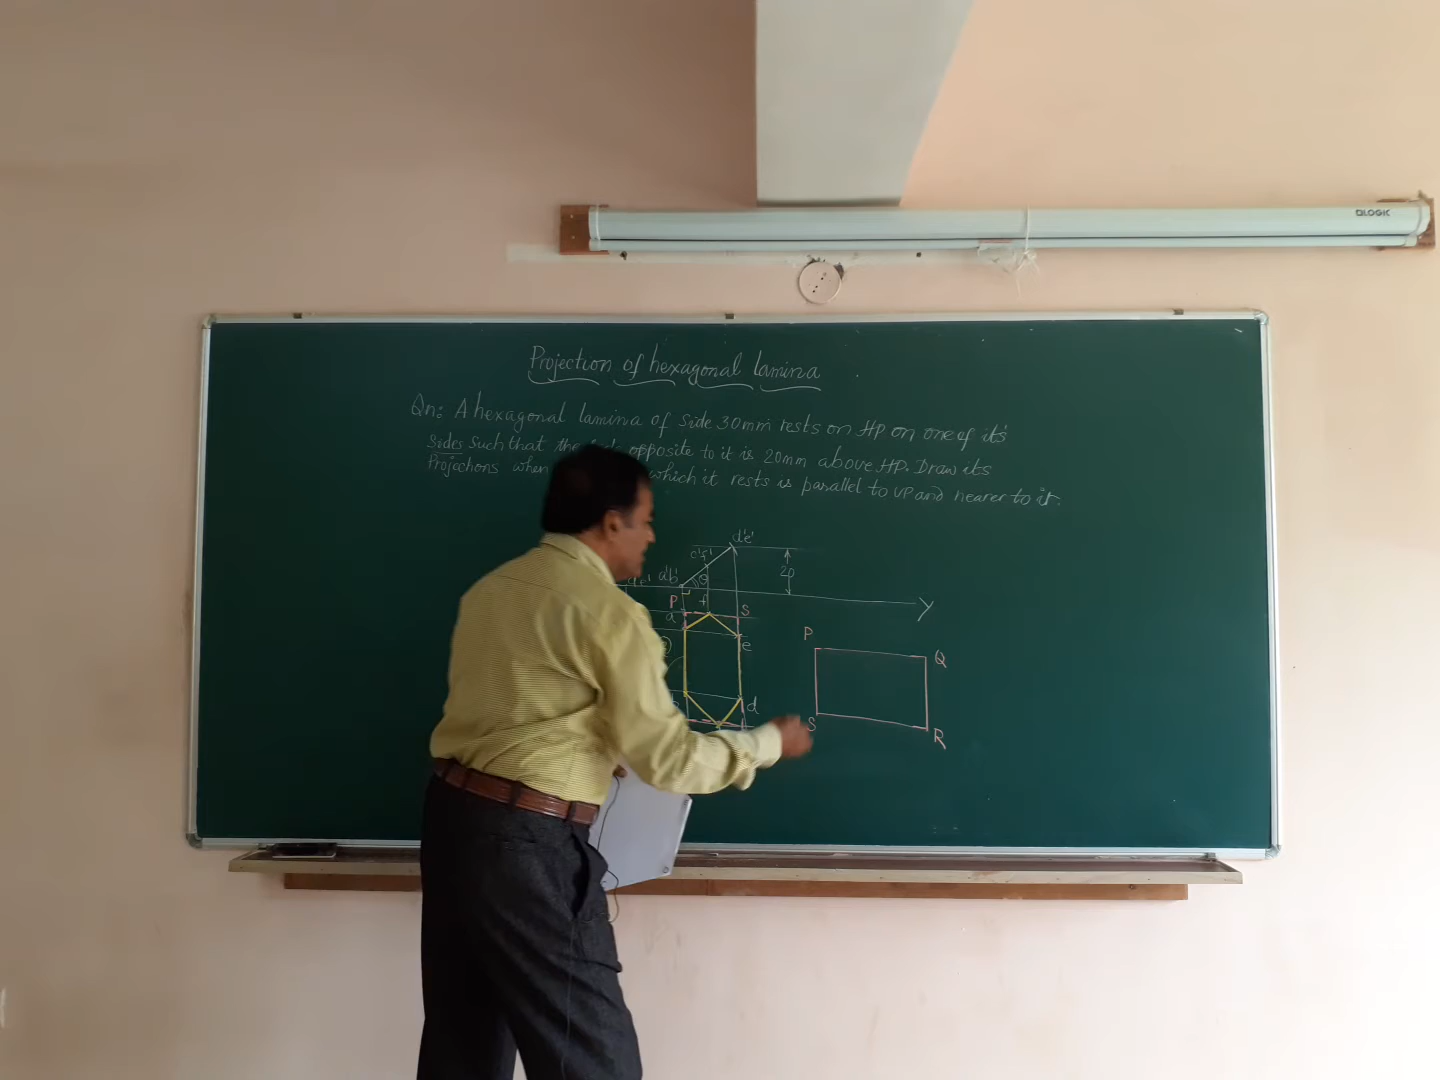 QLOGIK
Projection of hexagonal lamina
Qn: A hexagonal lamina of side 30mm rests on HP on one of its
Sides such that the opposite to it is 20mm above HP. Draw its
Projections when which it rests is parallel to VP and nearer to it.
d'e'
c'f'
20
a'b'
θ
Y
P
f
S
a
e
P
Q
d
S
R